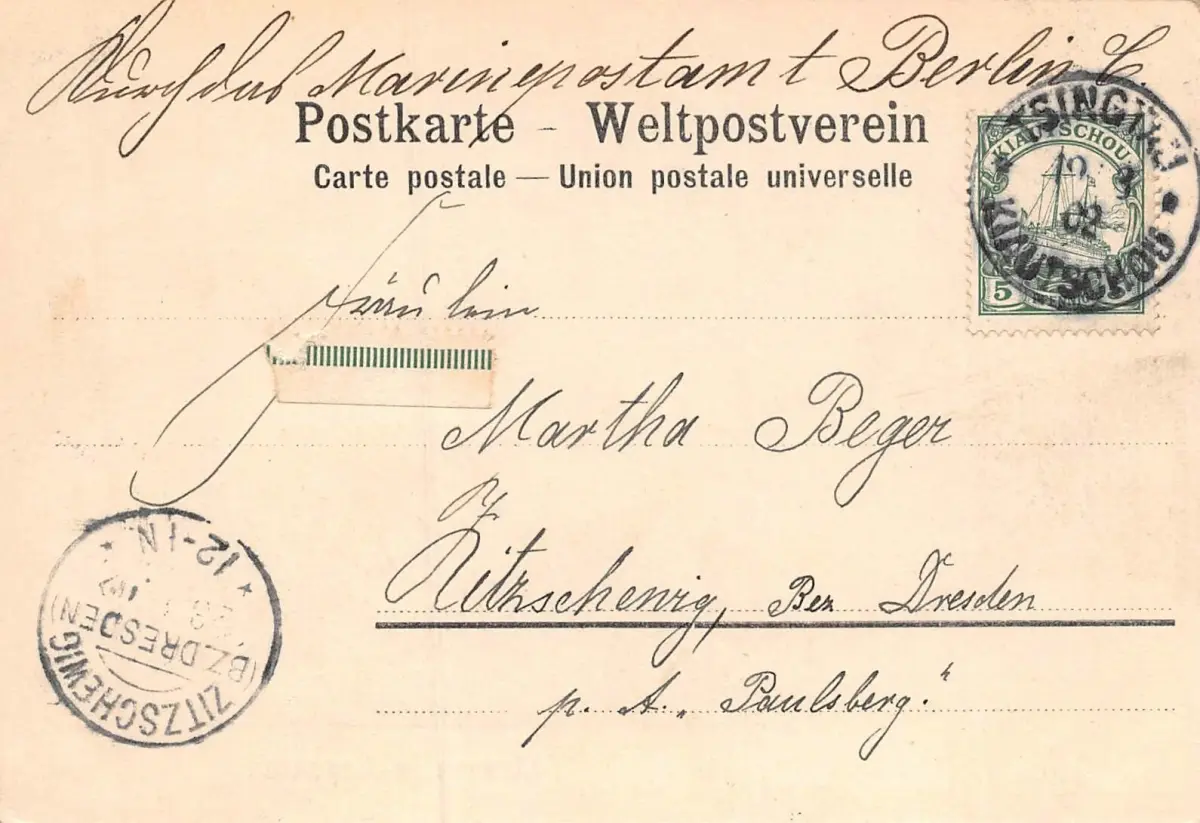 Durch das Marinepostamt Berlin C.
Postkarte - Weltpostverein
Carte postale — Union postale universelle
TSINGTAU
KIAUTSCHOU
02
KIAUTSCHOU
5
Fräulein
Martha Beger
Zitzschewig, Bez Dresden
p. A. „Paulsberg."
12-1N
(BZ. DRESDEN)
ZITZSCHEWIG